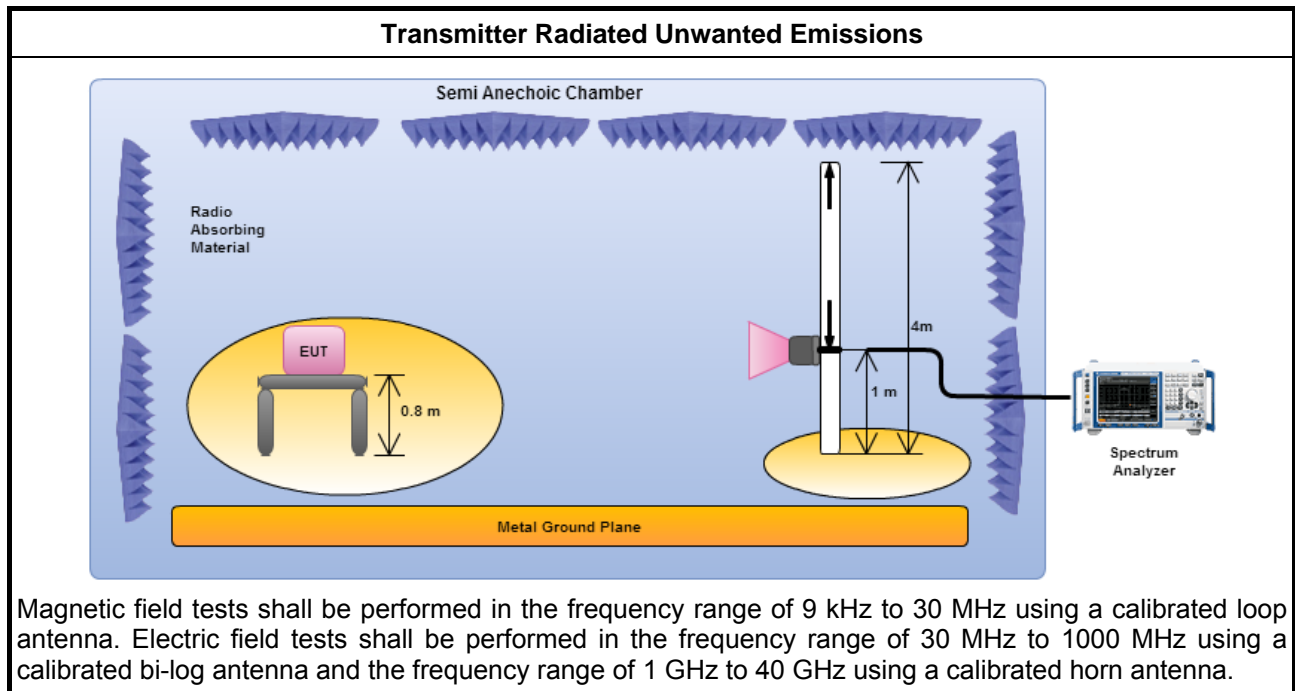 Transmitter Radiated Unwanted Emissions
Semi Anechoic Chamber
Radio
Absorbing
Material
EUT
0.8 m
4m
1 m
Spectrum
Analyzer
Metal Ground Plane
Magnetic field tests shall be performed in the frequency range of 9 kHz to 30 MHz using a calibrated loop
antenna. Electric field tests shall be performed in the frequency range of 30 MHz to 1000 MHz using a
calibrated bi-log antenna and the frequency range of 1 GHz to 40 GHz using a calibrated horn antenna.